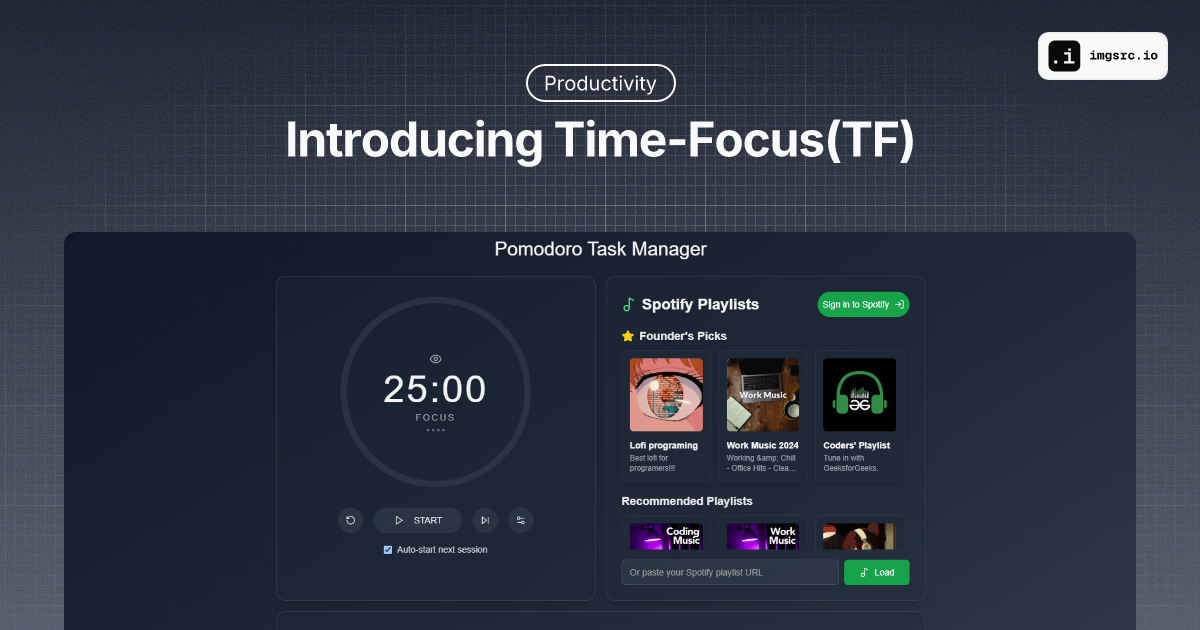 .i imgsrc.io
Productivity
Introducing Time-Focus(TF)
Pomodoro Task Manager
25:00
FOCUS
START
Auto-start next session
Spotify Playlists
Sign in to Spotify
Founder's Picks
Work Music
Lofi programing
Best lofi for
programers!!!
Work Music 2024
Working &amp; Chill
- Office Hits - Clea...
Coders' Playlist
Tune in with
GeeksforGeeks.
Recommended Playlists
Coding
Music
Work
Music
Or paste your Spotify playlist URL
Load